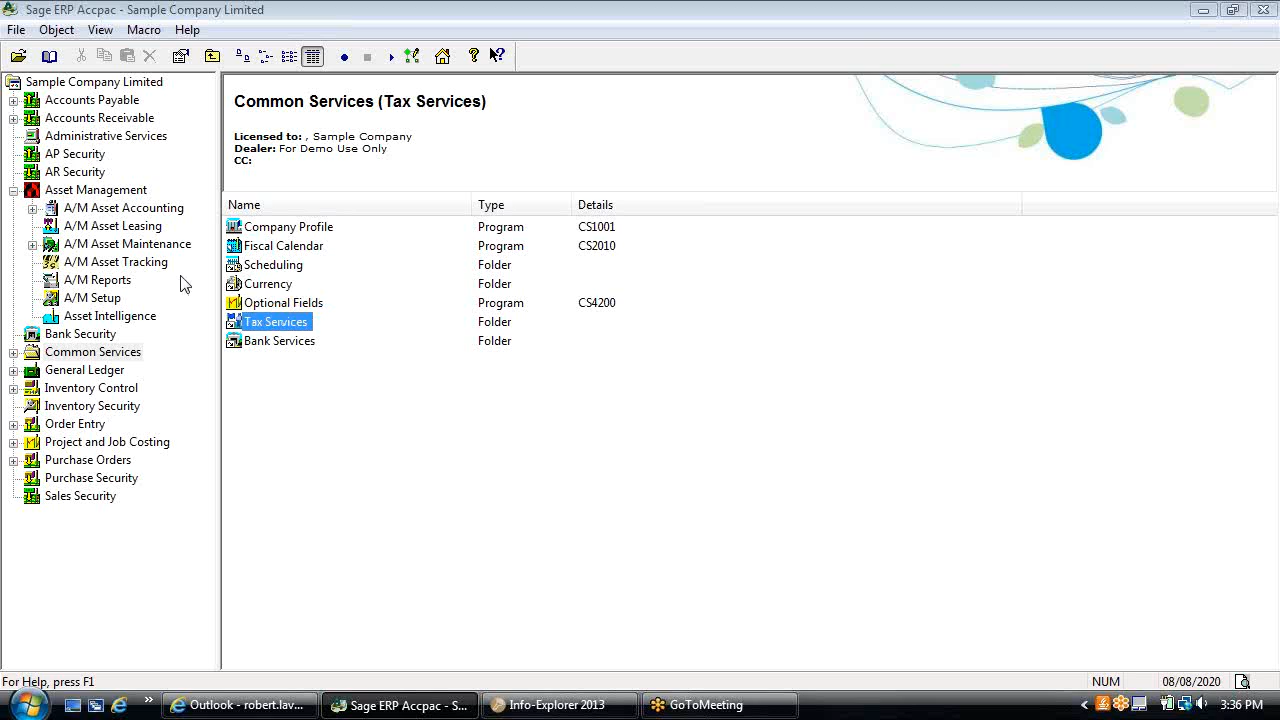 Sage ERP Accpac - Sample Company Limited
File Object View Macro Help
Sample Company Limited
Accounts Payable
Accounts Receivable
Administrative Services
AP Security
AR Security
Asset Management
A/M Asset Accounting
A/M Asset Leasing
A/M Asset Maintenance
A/M Asset Tracking
A/M Reports
A/M Setup
Asset Intelligence
Bank Security
Common Services
General Ledger
Inventory Control
Inventory Security
Order Entry
Project and Job Costing
Purchase Orders
Purchase Security
Sales Security
Common Services (Tax Services)
Licensed to: , Sample Company
Dealer: For Demo Use Only
CC:
Name Type Details
Company Profile Program CS1001
Fiscal Calendar Program CS2010
Scheduling Folder
Currency Folder
Optional Fields Program CS4200
Tax Services Folder
Bank Services Folder
For Help, press F1 NUM 08/08/2020
» Outlook - robert.lav... Sage ERP Accpac - S... Info-Explorer 2013 GoToMeeting < 3:36 PM